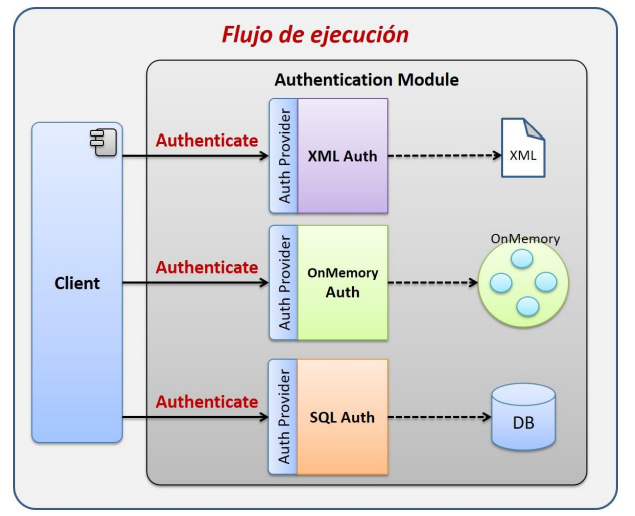 Flujo de ejecución
Authentication Module
Authenticate
Auth Provider
XML Auth
XML
Client
Authenticate
Auth Provider
OnMemory
Auth
OnMemory
Authenticate
Auth Provider
SQL Auth
DB